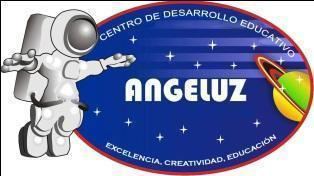 CENTRO DE DESARROLLO EDUCATIVO
ANGELUZ
EXCELENCIA, CREATIVIDAD, EDUCACIÓN